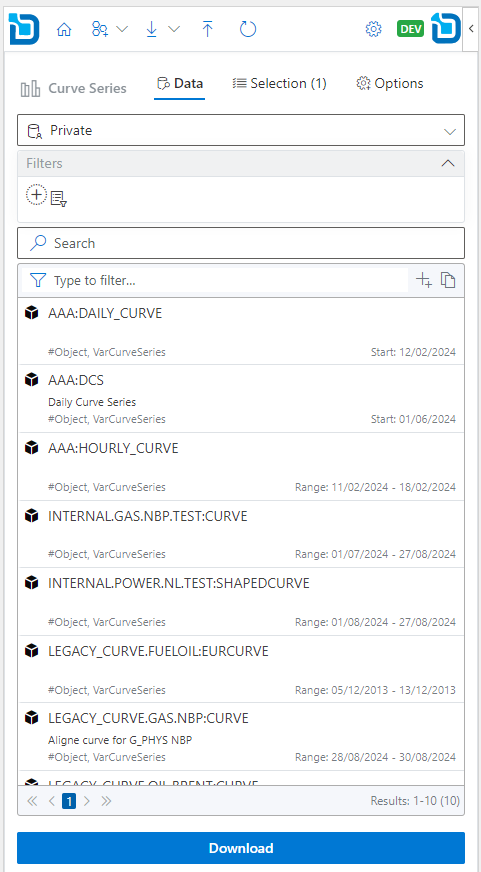 DEV
Curve Series
Data
Selection (1)
Options
Private
Filters
Search
Type to filter...
AAA:DAILY_CURVE
#Object, VarCurveSeries
Start: 12/02/2024
AAA:DCS
Daily Curve Series
#Object, VarCurveSeries
Start: 01/06/2024
AAA:HOURLY_CURVE
#Object, VarCurveSeries
Range: 11/02/2024 - 18/02/2024
INTERNAL.GAS.NBP.TEST:CURVE
#Object, VarCurveSeries
Range: 01/07/2024 - 27/08/2024
INTERNAL.POWER.NL.TEST:SHAPEDCURVE
#Object, VarCurveSeries
Range: 01/08/2024 - 27/08/2024
LEGACY_CURVE.FUELOIL:EURCURVE
#Object, VarCurveSeries
Range: 05/12/2013 - 13/12/2013
LEGACY_CURVE.GAS.NBP:CURVE
Aligne curve for G_PHYS NBP
#Object, VarCurveSeries
Range: 28/08/2024 - 30/08/2024
LEGACY_CURVE.OIL.BRENT:CURVE
1
Results: 1-10 (10)
Download